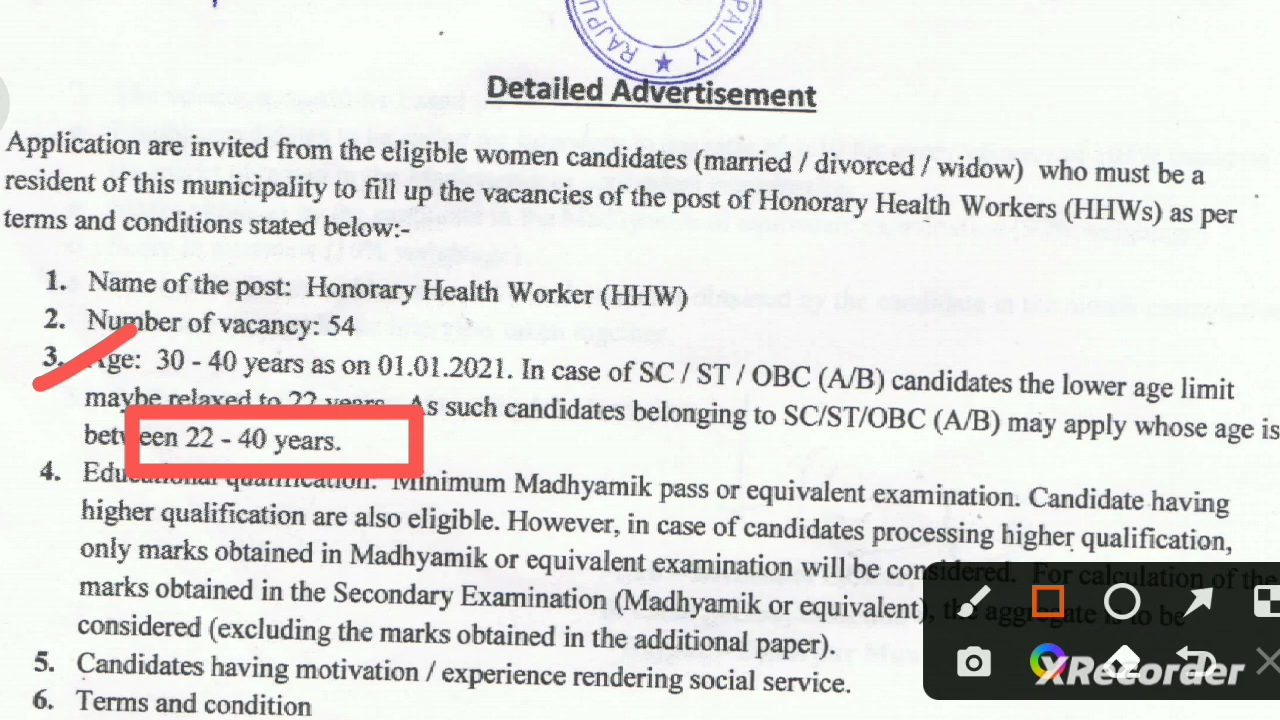 RAJPU
PALITY
Detailed Advertisement
Application are invited from the eligible women candidates (married / divorced / widow) who must be a
resident of this municipality to fill up the vacancies of the post of Honorary Health Workers (HHWs) as per
terms and conditions stated below:-
1. Name of the post: Honorary Health Worker (HHW)
2. Number of vacancy: 54
3. Age: 30 - 40 years as on 01.01.2021. In case of SC / ST / OBC (A/B) candidates the lower age limit
maybe relaxed to 22 years. As such candidates belonging to SC/ST/OBC (A/B) may apply whose age is
between 22 - 40 years.
4. Educational qualification: Minimum Madhyamik pass or equivalent examination. Candidate having
higher qualification are also eligible. However, in case of candidates processing higher qualification,
only marks obtained in Madhyamik or equivalent examination will be considered. For calculation of the
marks obtained in the Secondary Examination (Madhyamik or equivalent), the aggregate is to be
considered (excluding the marks obtained in the additional paper).
5. Candidates having motivation / experience rendering social service.
6. Terms and condition
XRecorder